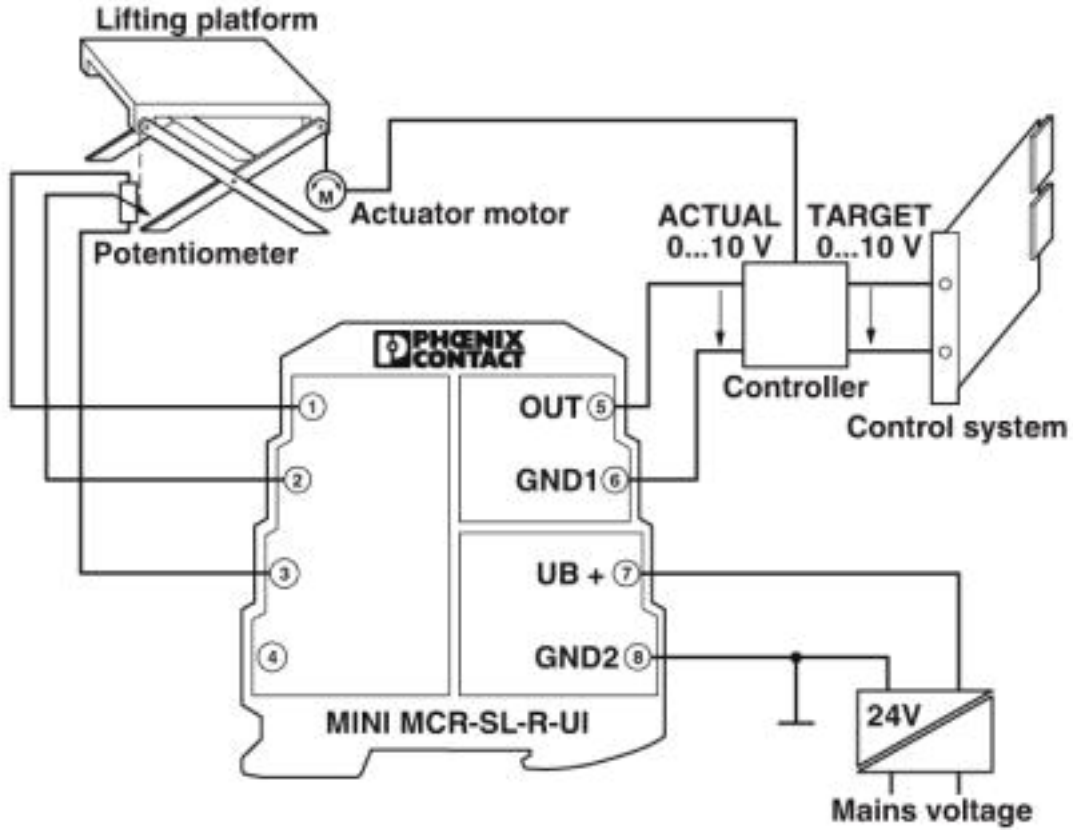 Lifting platform
M
Actuator motor
Potentiometer
ACTUAL
0...10 V
TARGET
0...10 V
Controller
Control system
PHŒNIX
CONTACT
1
2
3
4
OUT 5
GND1 6
UB + 7
GND2 8
MINI MCR-SL-R-UI
24V
Mains voltage